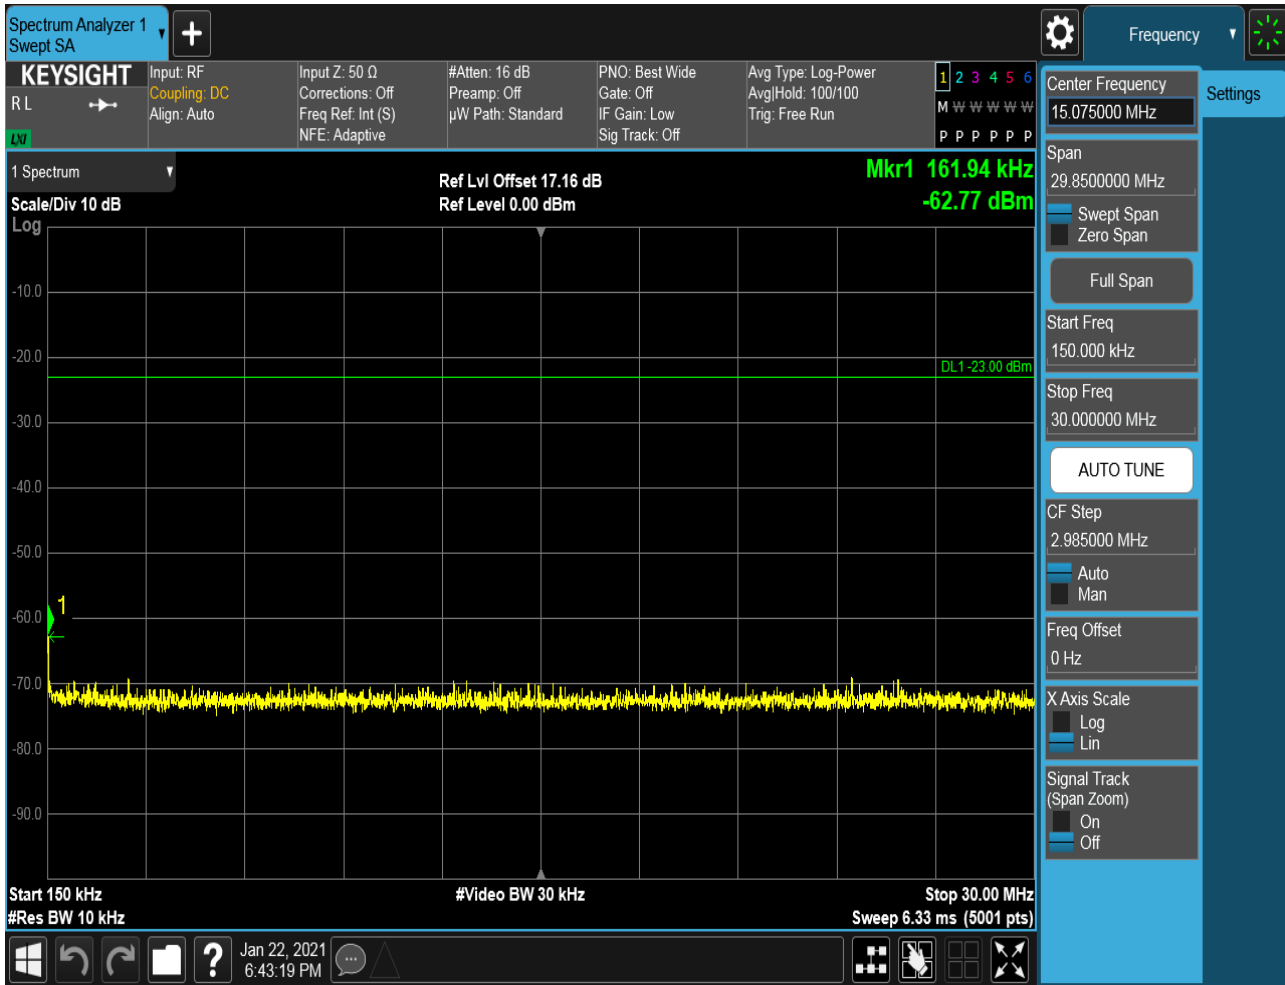 Spectrum Analyzer 1
Swept SA
Frequency
KEYSIGHT
R L
LXI
Input: RF
Coupling: DC
Align: Auto
Input Z: 50 Ω
Corrections: Off
Freq Ref: Int (S)
NFE: Adaptive
#Atten: 16 dB
Preamp: Off
µW Path: Standard
PNO: Best Wide
Gate: Off
IF Gain: Low
Sig Track: Off
Avg Type: Log-Power
Avg|Hold: 100/100
Trig: Free Run
1 2 3 4 5 6
M W W W W W
P P P P P P
1 Spectrum
Scale/Div 10 dB
Log
Ref Lvl Offset 17.16 dB
Ref Level 0.00 dBm
Mkr1 161.94 kHz
-62.77 dBm
-10.0
-20.0
DL1 -23.00 dBm
-30.0
-40.0
-50.0
1
-60.0
-70.0
-80.0
-90.0
Start 150 kHz
#Res BW 10 kHz
#Video BW 30 kHz
Stop 30.00 MHz
Sweep 6.33 ms (5001 pts)
Center Frequency
15.075000 MHz
Settings
Span
29.8500000 MHz
Swept Span
Zero Span
Full Span
Start Freq
150.000 kHz
Stop Freq
30.000000 MHz
AUTO TUNE
CF Step
2.985000 MHz
Auto
Man
Freq Offset
0 Hz
X Axis Scale
Log
Lin
Signal Track
(Span Zoom)
On
Off
?
Jan 22, 2021
6:43:19 PM